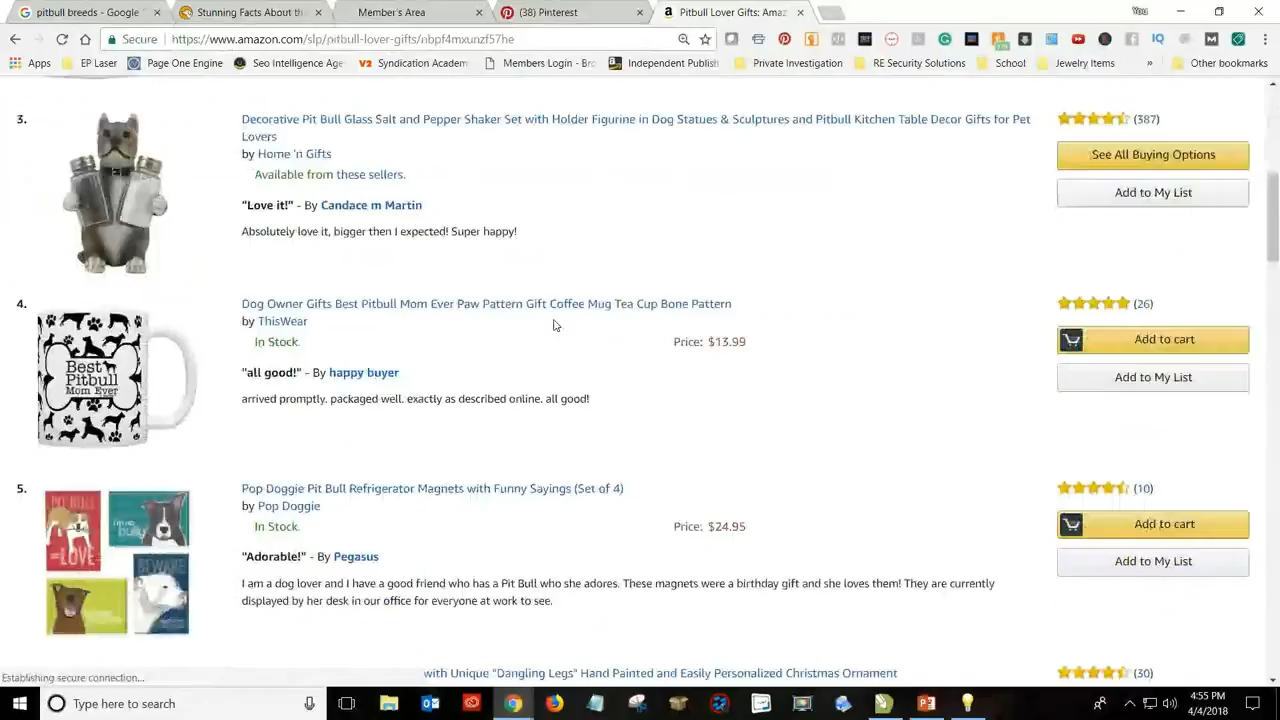 pitbull breeds - Google
Stunning Facts About th
Member's Area
(38) Pinterest
Pitbull Lover Gifts: Amaz
You
Secure
https://www.amazon.com/slp/pitbull-lover-gifts/nbpf4mxunzf57he
Apps
EP Laser
Page One Engine
Seo Intelligence Age
V2 Syndication Academ
Members Login - Bro
Independent Publish
Private Investigation
RE Security Solutions
School
Jewelry Items
»
Other bookmarks
3.
Decorative Pit Bull Glass Salt and Pepper Shaker Set with Holder Figurine in Dog Statues & Sculptures and Pitbull Kitchen Table Decor Gifts for Pet
Lovers
by Home 'n Gifts
Available from these sellers.
"Love it!" - By Candace m Martin
Absolutely love it, bigger then I expected! Super happy!
(387)
See All Buying Options
Add to My List
4.
Best
Pitbull
Mom Ever
Dog Owner Gifts Best Pitbull Mom Ever Paw Pattern Gift Coffee Mug Tea Cup Bone Pattern
by ThisWear
In Stock.
Price: $13.99
"all good!" - By happy buyer
arrived promptly. packaged well. exactly as described online. all good!
(26)
Add to cart
Add to My List
5.
PIT BULL
=LOVE
BEWARE
Pop Doggie Pit Bull Refrigerator Magnets with Funny Sayings (Set of 4)
by Pop Doggie
In Stock.
Price: $24.95
"Adorable!" - By Pegasus
I am a dog lover and I have a good friend who has a Pit Bull who she adores. These magnets were a birthday gift and she loves them! They are currently
displayed by her desk in our office for everyone at work to see.
(10)
Add to cart
Add to My List
Establishing secure connection...
with Unique "Dangling Legs" Hand Painted and Easily Personalized Christmas Ornament
(30)
Type here to search
4:55 PM
4/4/2018